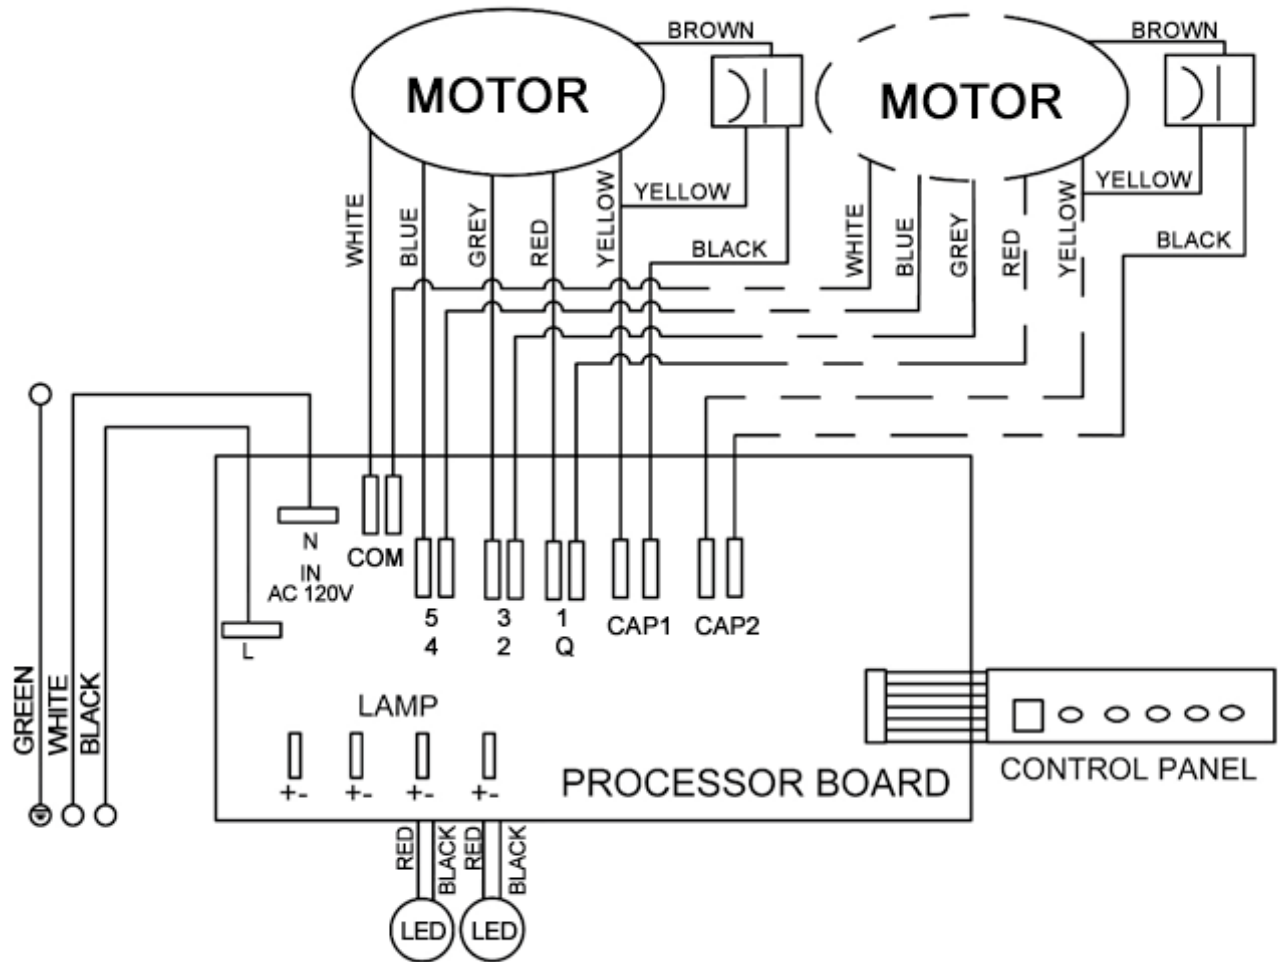 BROWN
BROWN
MOTOR
MOTOR
YELLOW
YELLOW
WHITE
BLUE
GREY
RED
YELLOW
BLACK
WHITE
BLUE
GREY
RED
YELLOW
BLACK
N
IN
AC 120V
COM
L
5
4
3
2
1
Q
CAP1
CAP2
GREEN
WHITE
BLACK
LAMP
+-
+-
+-
+-
PROCESSOR BOARD
CONTROL PANEL
RED
BLACK
RED
BLACK
LED
LED